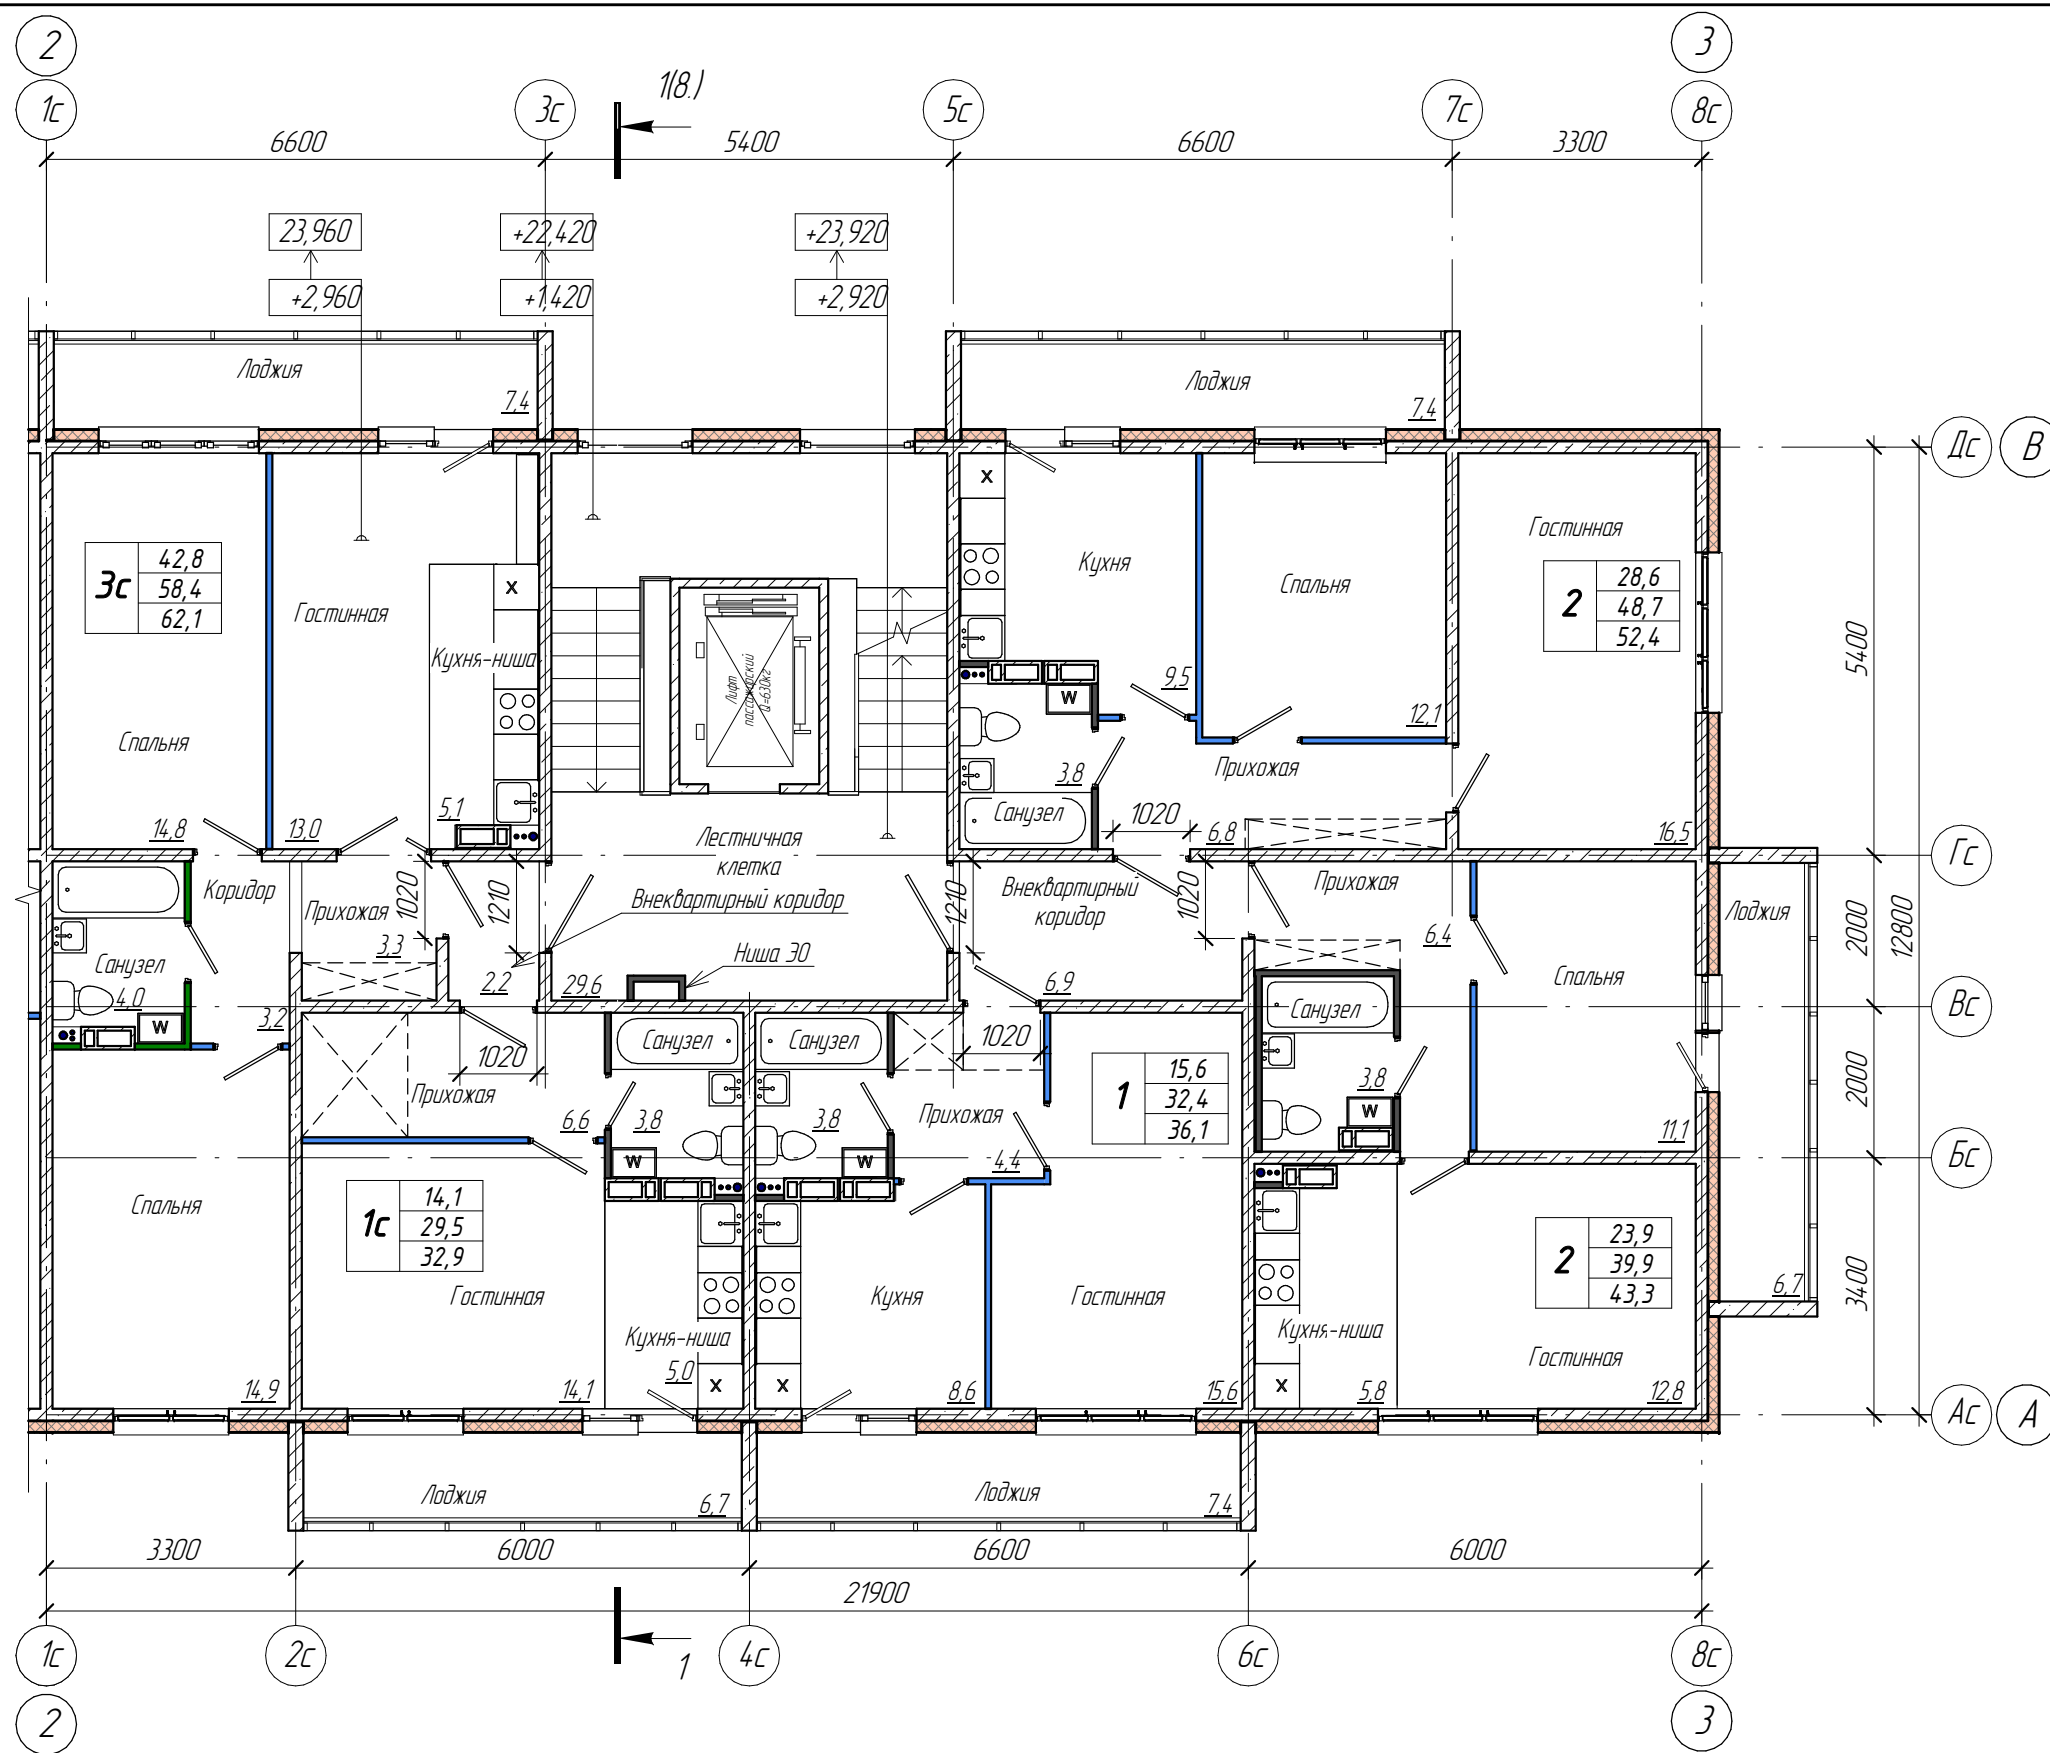 2
3
1с
3с
1(8.)
5с
7с
8с
6600
5400
6600
3300
23,960
+22,420
+23,920
+2,960
+1,420
+2,920
Лоджия
7,4
Лоджия
7,4
Дс
В
3с
42,8
58,4
62,1
Гостинная
Кухня-ниша
Спальня
14,8
13,0
5,1
х
Лифт
пассажирский
Q=630кг
х
Кухня
9,5
Спальня
12,1
Гостинная
2
28,6
48,7
52,4
16,5
5400
W
3,8
Санузел
Прихожая
1020
6,8
Лестничная
клетка
Внеквартирный коридор
Ниша ЭО
29,6
Коридор
Прихожая
3,3
1020
1210
2,2
Санузел
4,0
W
3,2
1210
Внеквартирный
коридор
6,9
1020
Прихожая
6,4
Спальня
11,1
Лоджия
6,7
Гс
2000
12800
Вс
2000
Бс
3400
Ас
А
Санузел
3,8
W
1020
Прихожая
6,6
Санузел
3,8
W
Санузел
3,8
W
1020
Прихожая
4,4
1
15,6
32,4
36,1
Спальня
14,9
1с
14,1
29,5
32,9
Гостинная
14,1
Кухня-ниша
5,0
х
х
Кухня
8,6
Гостинная
15,6
Кухня-ниша
х
5,8
2
23,9
39,9
43,3
Гостинная
12,8
Лоджия
6,7
Лоджия
7,4
3300
6000
6600
6000
21900
1с
2с
1
4с
6с
8с
2
3